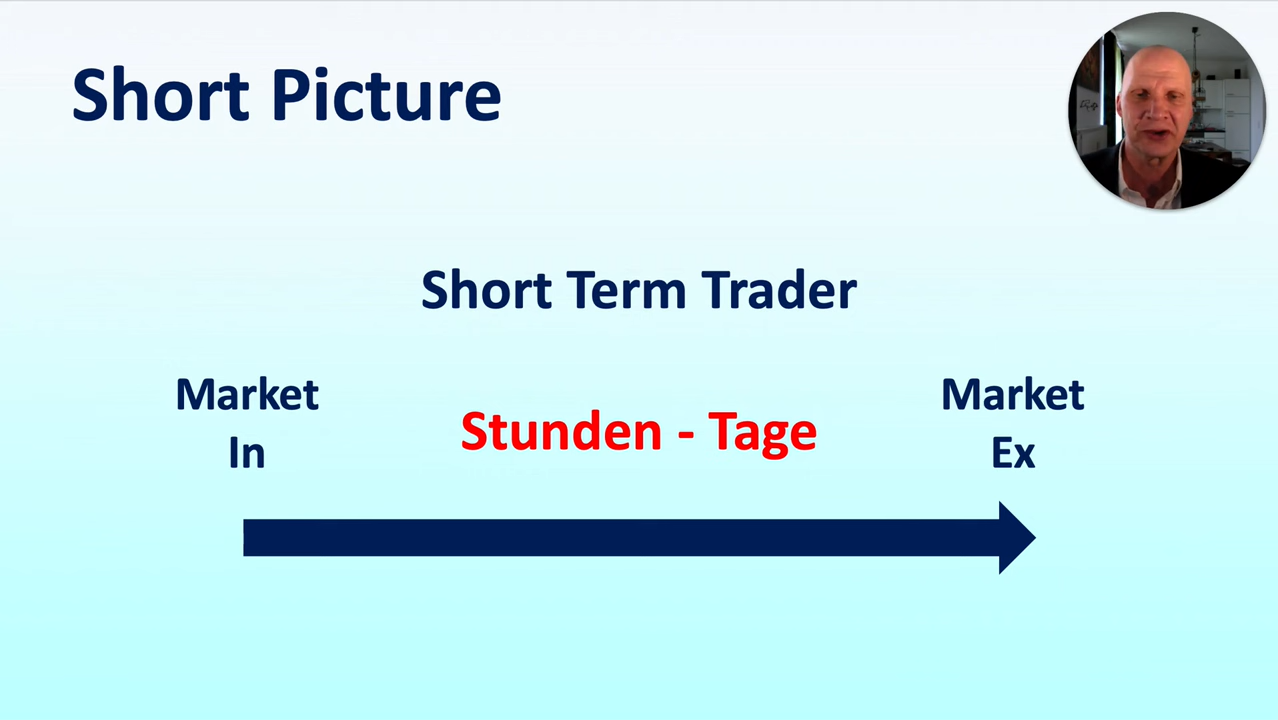 Short Picture
Short Term Trader
Market
In
Stunden - Tage
Market
Ex